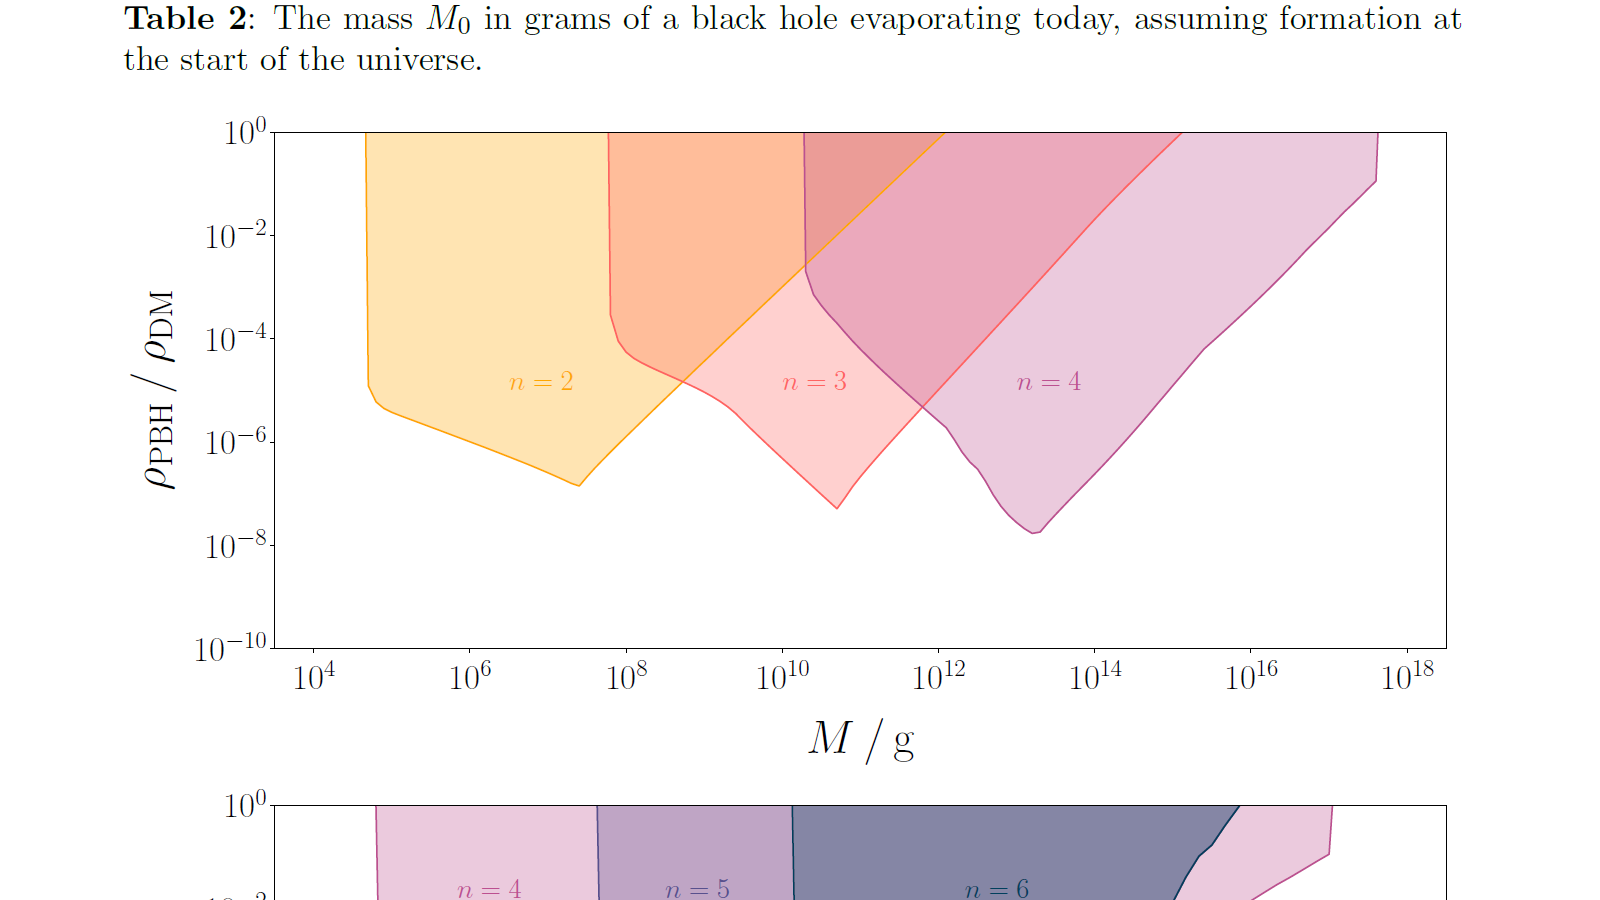 Table 2: The mass M₀ in grams of a black hole evaporating today, assuming formation at
the start of the universe.
10⁰
10⁻²
10⁻⁴
10⁻⁶
10⁻⁸
10⁻¹⁰
ρPBH / ρDM
n = 2
n = 3
n = 4
10⁴ 10⁶ 10⁸ 10¹⁰ 10¹² 10¹⁴ 10¹⁶ 10¹⁸
M / g
10⁰
n = 4
n = 5
n = 6